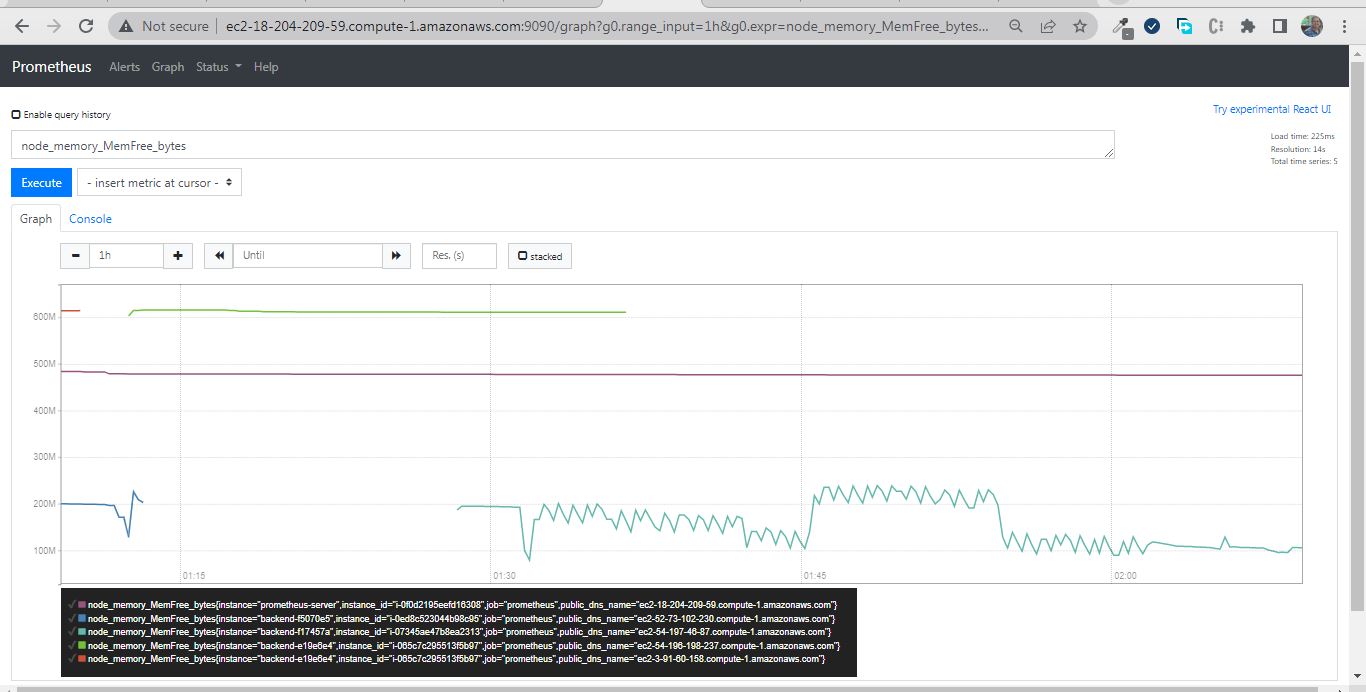 Not secure | ec2-18-204-209-59.compute-1.amazonaws.com:9090/graph?g0.range_input=1h&g0.expr=node_memory_MemFree_bytes...
Prometheus Alerts Graph Status Help
Enable query history
Try experimental React UI
node_memory_MemFree_bytes
Load time: 225ms
Resolution: 14s
Total time series: 5
Execute - insert metric at cursor -
Graph Console
1h Until Res. (s) stacked
600M
500M
400M
300M
200M
100M
01:15 01:30 01:45 02:00
node_memory_MemFree_bytes{instance="prometheus-server",instance_id="i-0f0d2195eefd16308",job="prometheus",public_dns_name="ec2-18-204-209-59.compute-1.amazonaws.com"}
node_memory_MemFree_bytes{instance="backend-f5070e5",instance_id="i-0ed8c523044b98c95",job="prometheus",public_dns_name="ec2-52-73-102-230.compute-1.amazonaws.com"}
node_memory_MemFree_bytes{instance="backend-f17457a",instance_id="i-07345ae47b8ea2313",job="prometheus",public_dns_name="ec2-54-197-46-87.compute-1.amazonaws.com"}
node_memory_MemFree_bytes{instance="backend-e19e6e4",instance_id="i-065c7c295513f5b97",job="prometheus",public_dns_name="ec2-54-196-198-237.compute-1.amazonaws.com"}
node_memory_MemFree_bytes{instance="backend-e19e6e4",instance_id="i-065c7c295513f5b97",job="prometheus",public_dns_name="ec2-3-91-60-158.compute-1.amazonaws.com"}